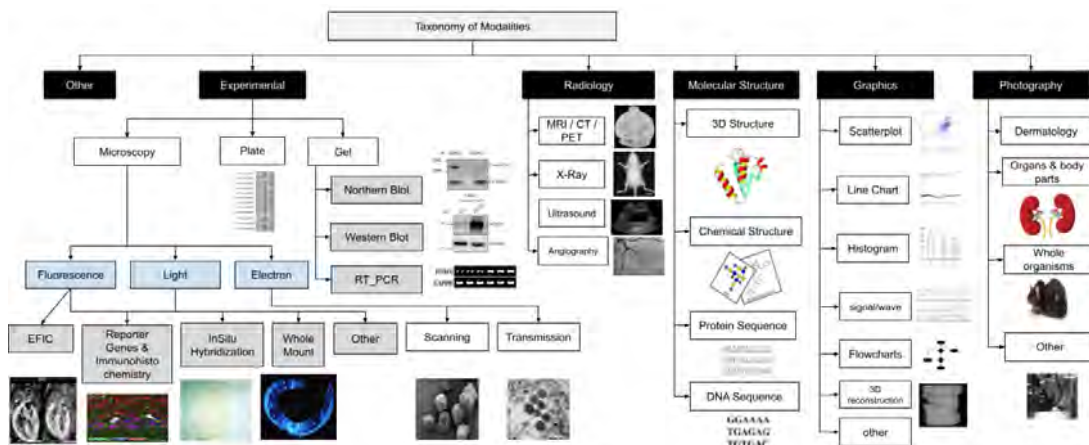 Taxonomy of Modalities
Other
Experimental
Radiology
Molecular Structure
Graphics
Photography
Microscopy
Plate
Gel
Northern Blot
Western Blot
RT_PCR
Fluorescence
Light
Electron
EFIC
Reporter
Genes &
Immunohisto
chemistry
InSitu
Hybridization
Whole
Mount
Other
Scanning
Transmission
MRI / CT /
PET
X-Ray
Ultrasound
Angiography
3D Structure
Chemical Structure
Protein Sequence
DNA Sequence
GGAAAA
TGAGAG
TGTGAC
Scatterplot
Line Chart
Histogram
signal/wave
Flowcharts
3D
reconstruction
other
Dermatology
Organs & body
parts
Whole
organisms
Other